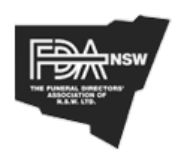 FDA NSW
THE FUNERAL DIRECTORS'
ASSOCIATION OF
N.S.W. LTD.